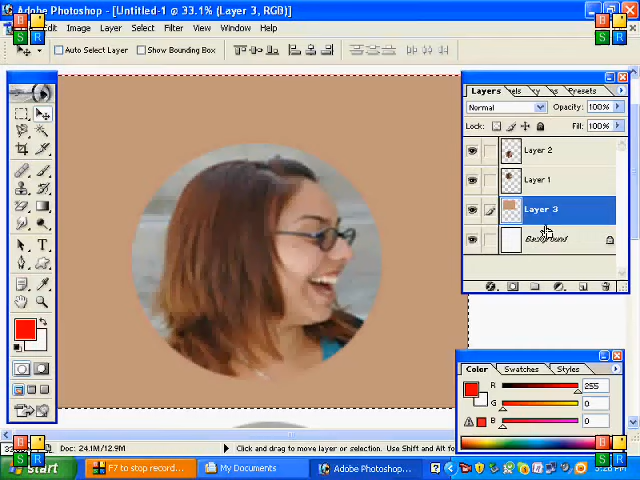 Adobe Photoshop - [Untitled-1 @ 33.1% (Layer 3, RGB)]
B
S R
Image Layer Select Filter View Window Help
B
S R
Auto Select Layer Show Bounding Box
Layers Presets
Normal Opacity: 100%
Lock: Fill: 100%
Layer 2
Layer 1
Layer 3
Background
T
Color Swatches Styles
R 255
G 0
B 0
Doc: 24.1M/12.9M Click and drag to move layer or selection. Use Shift and Alt fo
B
S R
start F7 to stop record... My Documents Adobe Photoshop...
B
S R